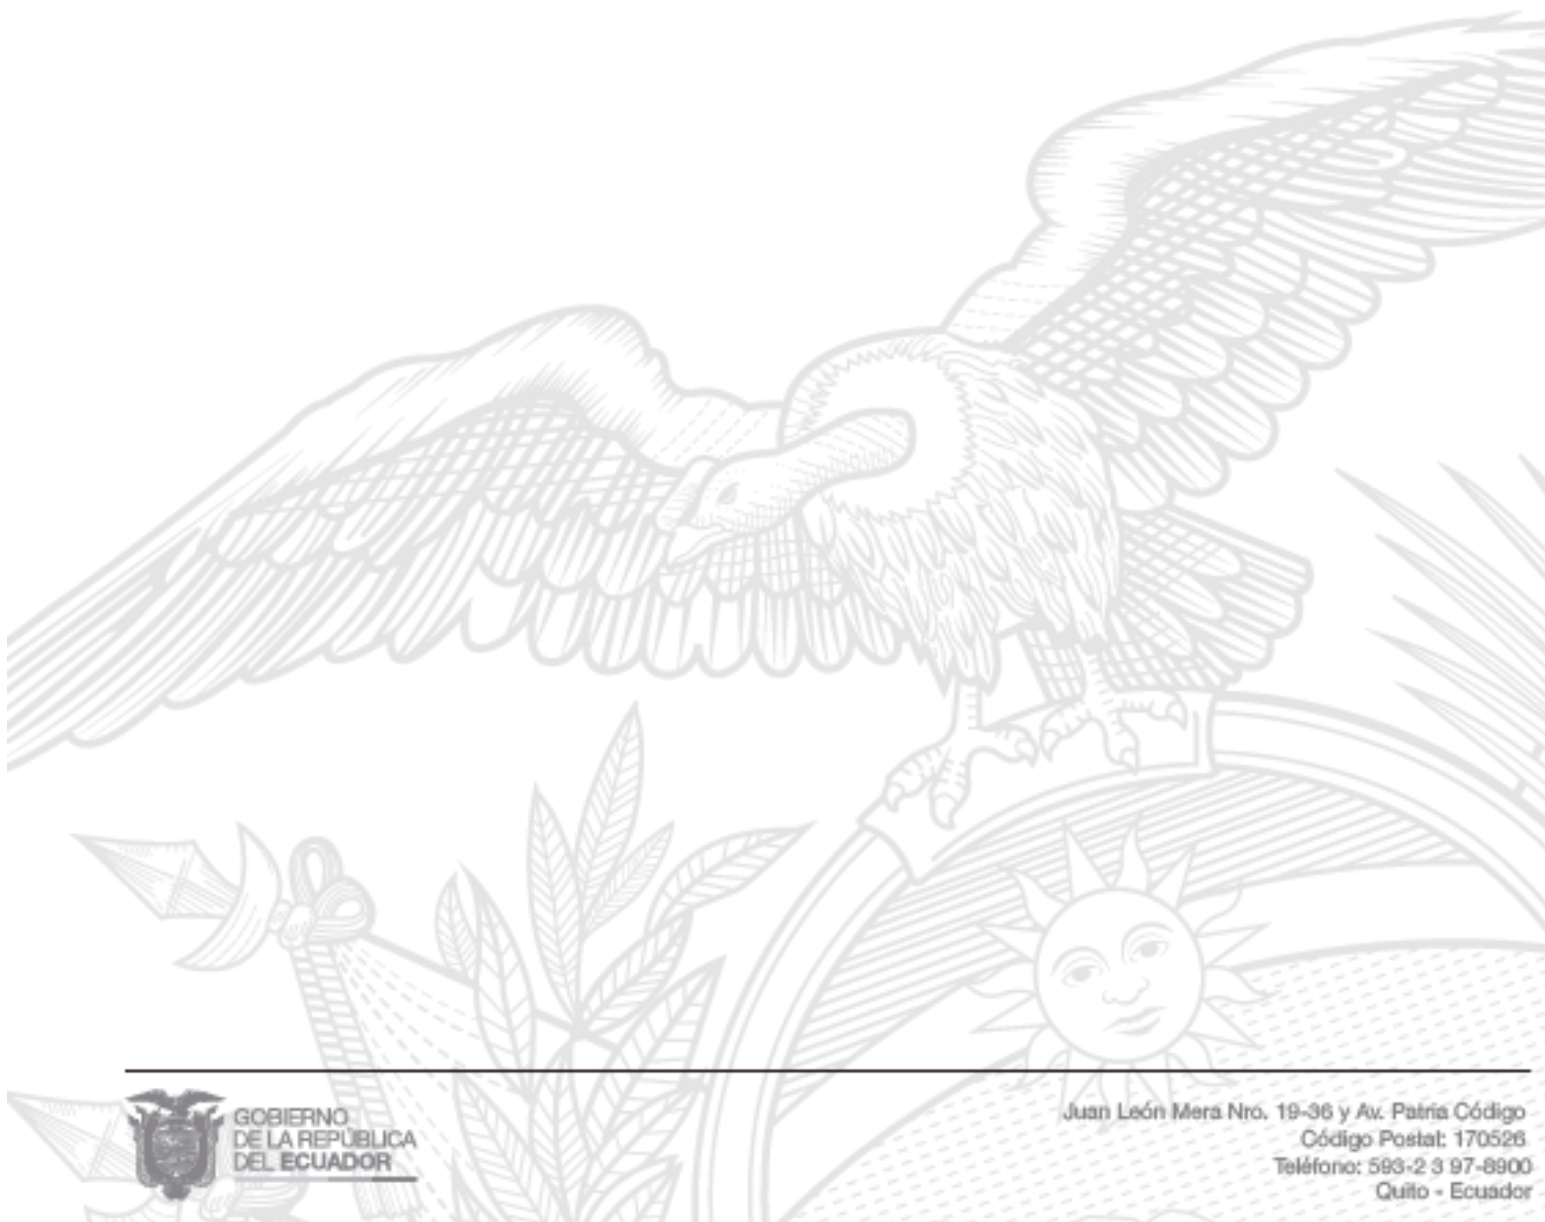 GOBIERNO
DE LA REPÚBLICA
DEL ECUADOR
Juan León Mera Nro. 19-36 y Av. Patria Código
Código Postal: 170526
Teléfono: 593-2 3 97-8900
Quito - Ecuador